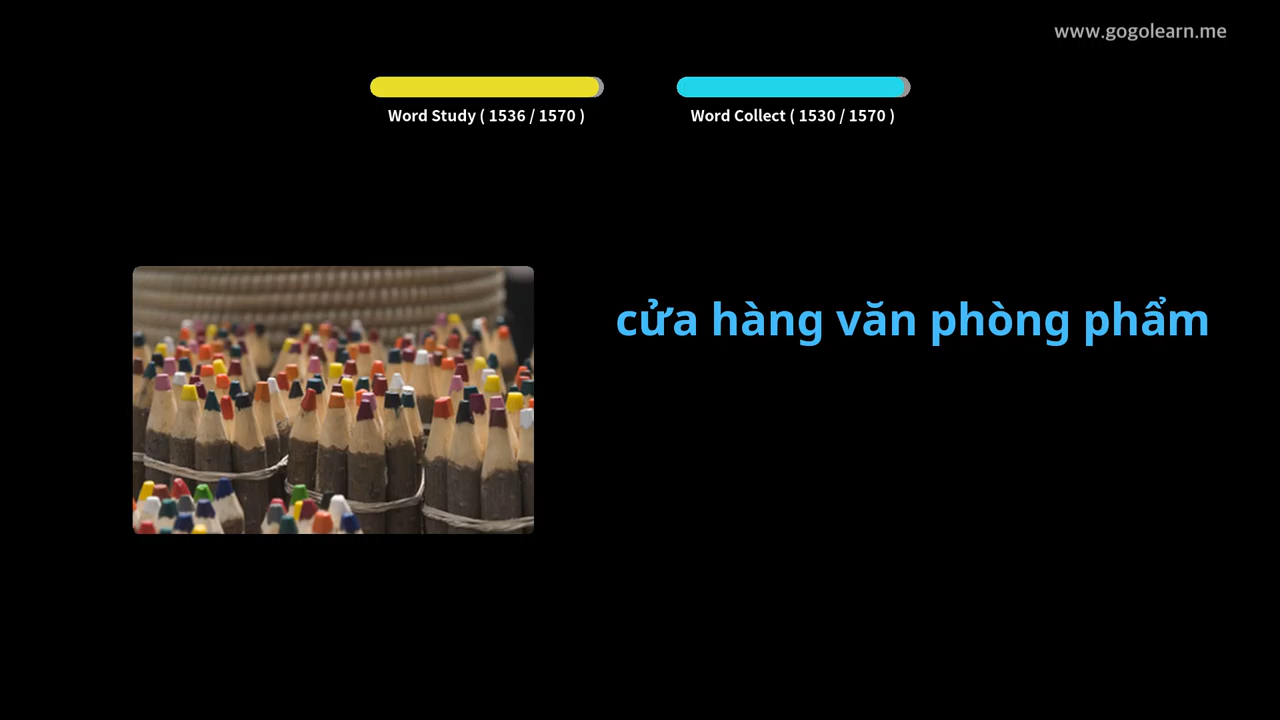 www.gogolearn.me
Word Study ( 1536 / 1570 )
Word Collect ( 1530 / 1570 )
cửa hàng văn phòng phẩm